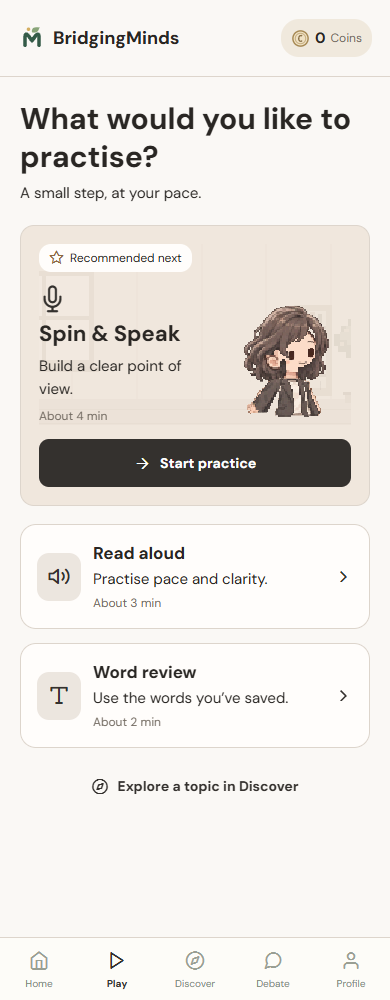 BridgingMinds
0 Coins
What would you like to
practise?
A small step, at your pace.
Recommended next
Spin & Speak
Build a clear point of
view.
About 4 min
Start practice
Read aloud
Practise pace and clarity.
About 3 min
Word review
Use the words you’ve saved.
About 2 min
Explore a topic in Discover
Home
Play
Discover
Debate
Profile